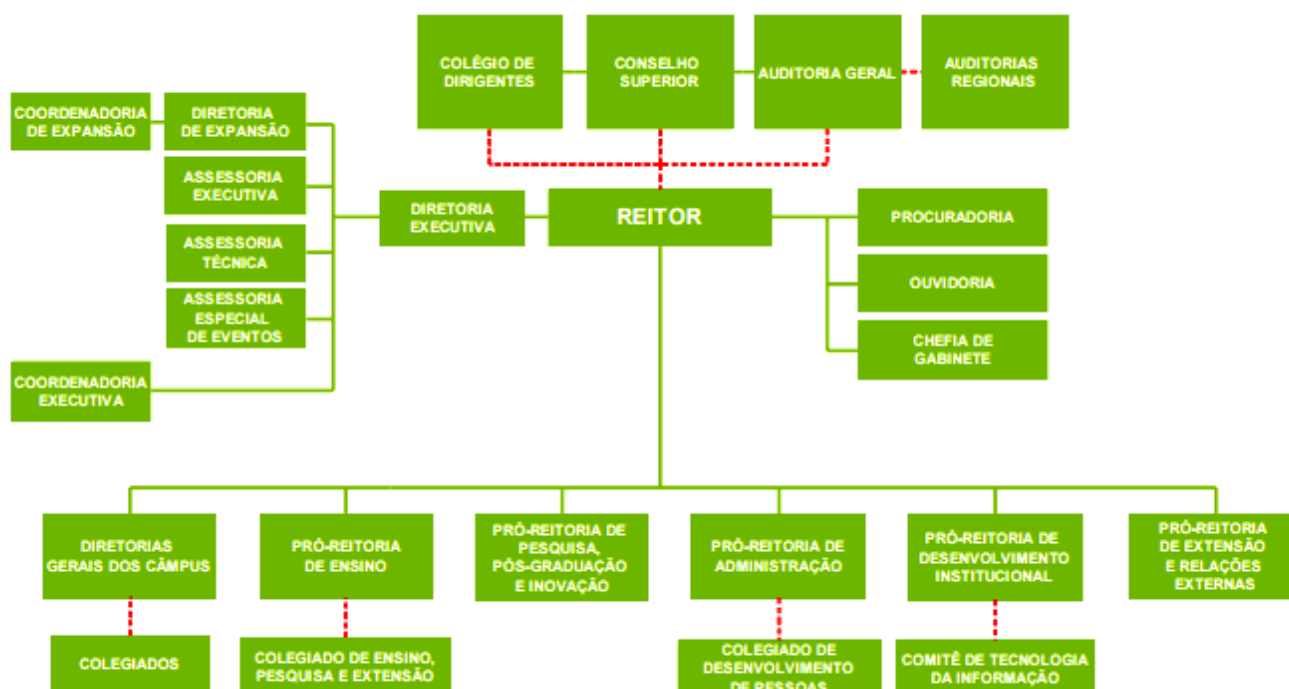 COLÉGIO DE
DIRIGENTES
CONSELHO
SUPERIOR
AUDITORIA GERAL
AUDITORIAS
REGIONAIS
COORDENADORIA
DE EXPANSÃO
DIRETORIA
DE EXPANSÃO
ASSESSORIA
EXECUTIVA
ASSESSORIA
TÉCNICA
ASSESSORIA
ESPECIAL
DE EVENTOS
COORDENADORIA
EXECUTIVA
DIRETORIA
EXECUTIVA
REITOR
PROCURADORIA
OUVIDORIA
CHEFIA DE
GABINETE
DIRETORIAS
GERAIS DOS CÂMPUS
PRÓ-REITORIA
DE ENSINO
PRÓ-REITORIA DE
PESQUISA,
PÓS-GRADUAÇÃO
E INOVAÇÃO
PRÓ-REITORIA DE
ADMINISTRAÇÃO
PRÓ-REITORIA DE
DESENVOLVIMENTO
INSTITUCIONAL
PRÓ-REITORIA
DE EXTENSÃO
E RELAÇÕES
EXTERNAS
COLEGIADOS
COLEGIADO DE ENSINO,
PESQUISA E EXTENSÃO
COLEGIADO DE
DESENVOLVIMENTO
DE PESSOAS
COMITÊ DE TECNOLOGIA
DA INFORMAÇÃO